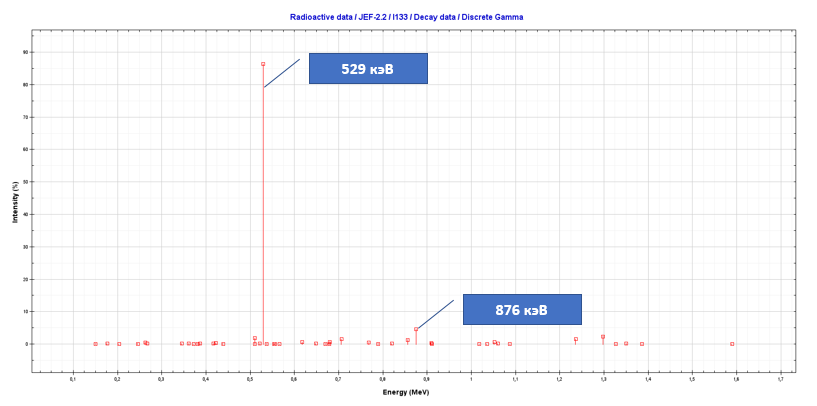 Radioactive data / JEF-2.2 / I133 / Decay data / Discrete Gamma
90
529 кэВ
80
70
60
Intensity (%)
50
40
30
20
876 кэВ
10
0
0,1 0,2 0,3 0,4 0,5 0,6 0,7 0,8 0,9 1 1,1 1,2 1,3 1,4 1,5 1,6 1,7
Energy (MeV)